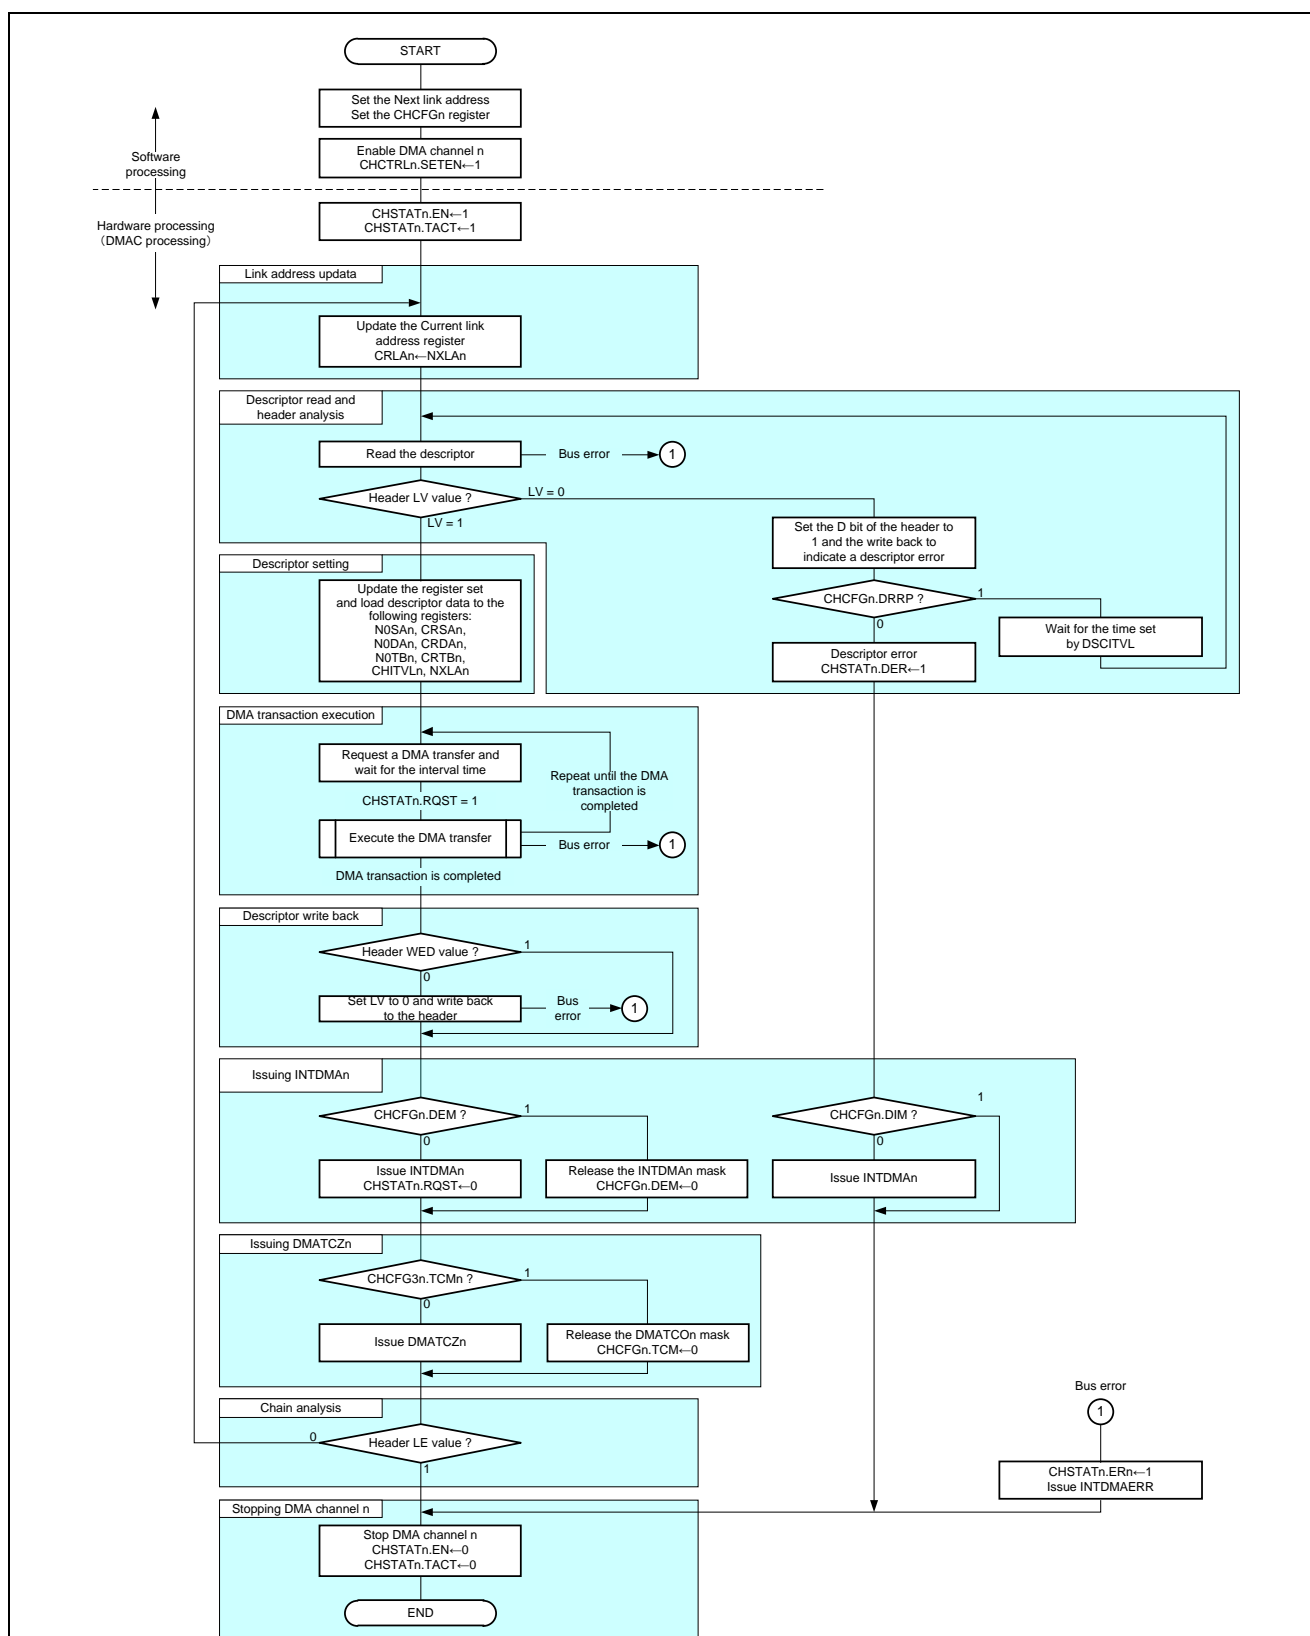 START
Set the Next link address
Set the CHCFGn register
Enable DMA channel n
CHCTRLn.SETEN←1
Software
processing
Hardware processing
(DMAC processing)
CHSTATn.EN←1
CHSTATn.TACT←1
Link address updata
Update the Current link
address register
CRLAn←NXLAn
Descriptor read and
header analysis
Read the descriptor
Bus error
1
Header LV value ?
LV = 0
LV = 1
Set the D bit of the header to
1 and the write back to
indicate a descriptor error
CHCFGn.DRRP ?
1
0
Wait for the time set
by DSCITVL
Descriptor error
CHSTATn.DER←1
Descriptor setting
Update the register set
and load descriptor data to the
following registers:
N0SAn, CRSAn,
N0DAn, CRDAn,
N0TBn, CRTBn,
CHITVLn, NXLAn
DMA transaction execution
Request a DMA transfer and
wait for the interval time
Repeat until the DMA
transaction is
completed
CHSTATn.RQST = 1
Execute the DMA transfer
Bus error
1
DMA transaction is completed
Descriptor write back
Header WED value ?
1
0
Set LV to 0 and write back
to the header
Bus
error
1
Issuing INTDMAn
CHCFGn.DEM ?
1
0
Issue INTDMAn
CHSTATn.RQST←0
Release the INTDMAn mask
CHCFGn.DEM←0
CHCFGn.DIM ?
1
0
Issue INTDMAn
Issuing DMATCZn
CHCFG3n.TCMn ?
1
0
Issue DMATCZn
Release the DMATCOn mask
CHCFGn.TCM←0
Chain analysis
0
Header LE value ?
1
Bus error
1
CHSTATn.ERn←1
Issue INTDMAERR
Stopping DMA channel n
Stop DMA channel n
CHSTATn.EN←0
CHSTATn.TACT←0
END